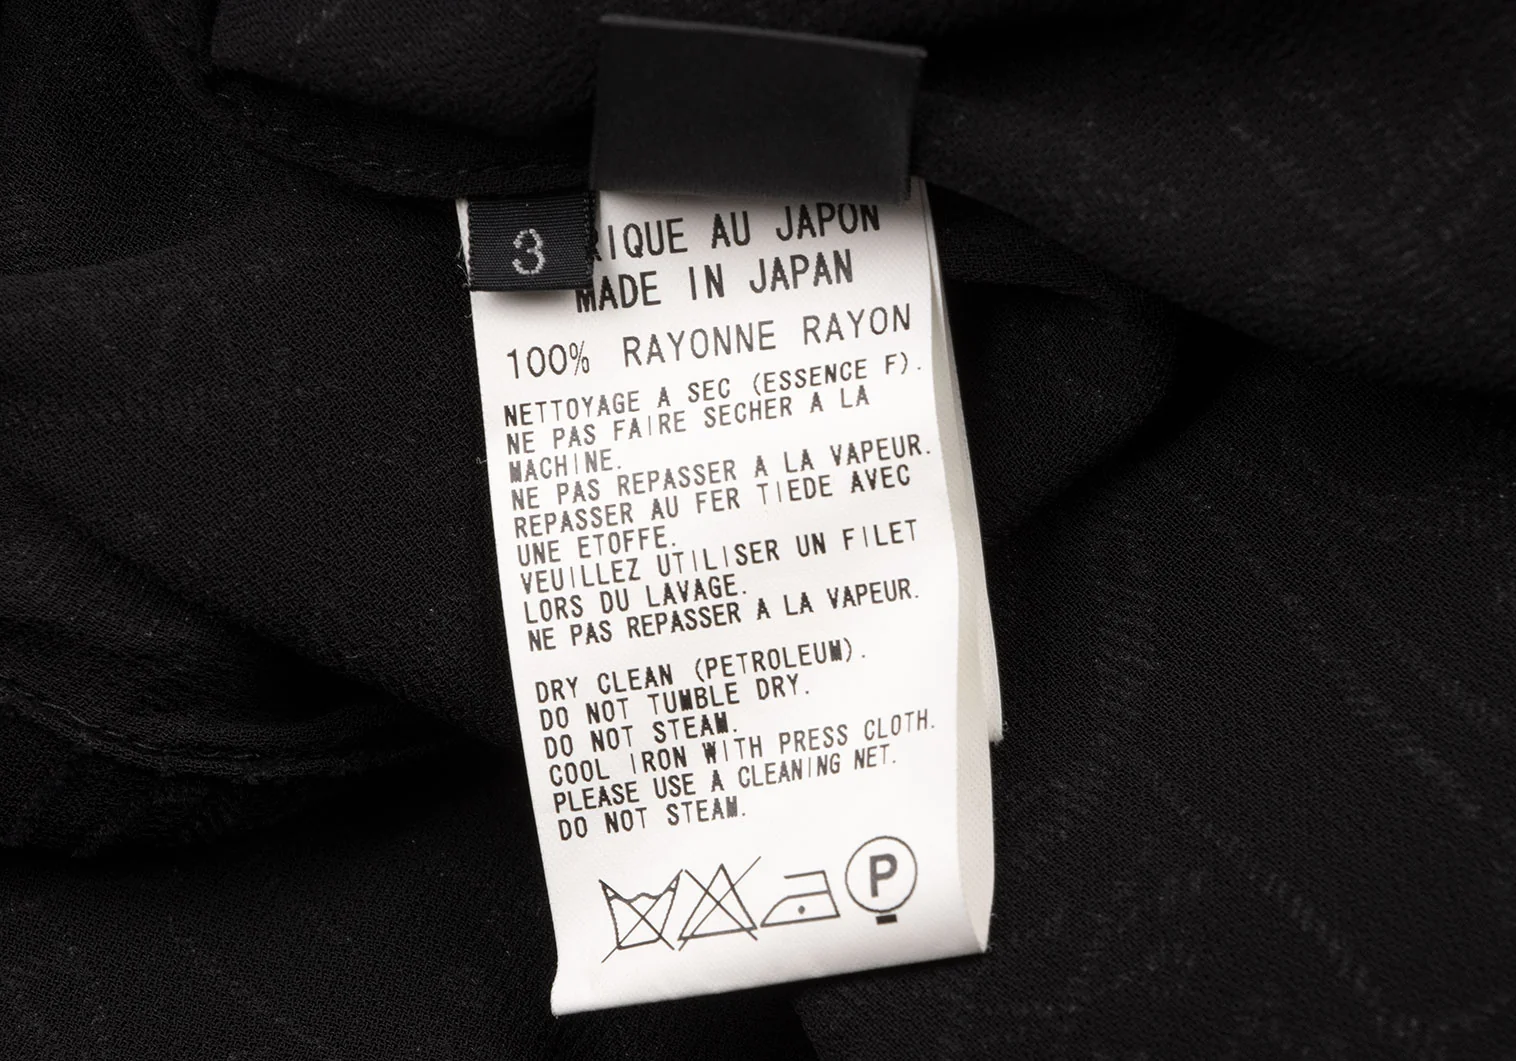 3
RIQUE AU JAPON
MADE IN JAPAN
100% RAYONNE RAYON
NETTOYAGE A SEC (ESSENCE F).
NE PAS FAIRE SECHER A LA
MACHINE.
NE PAS REPASSER A LA VAPEUR.
REPASSER AU FER TIEDE AVEC
UNE ETOFFE.
VEUILLEZ UTILISER UN FILET
LORS DU LAVAGE.
NE PAS REPASSER A LA VAPEUR.
DRY CLEAN (PETROLEUM).
DO NOT TUMBLE DRY.
DO NOT STEAM.
COOL IRON WITH PRESS CLOTH.
PLEASE USE A CLEANING NET.
DO NOT STEAM.
P